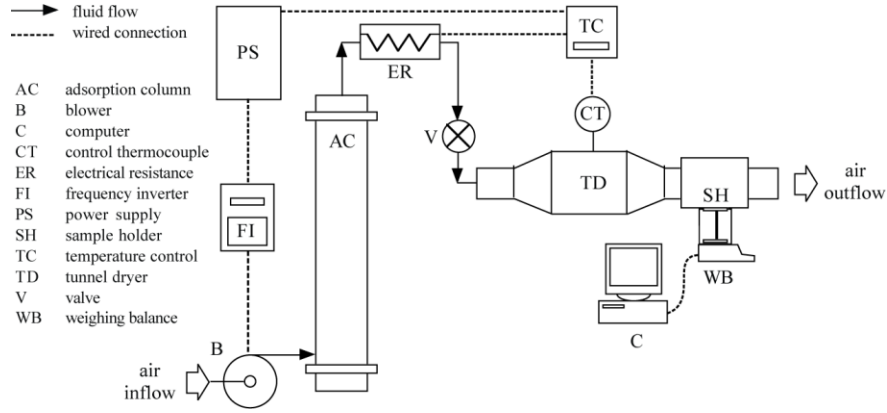 fluid flow
wired connection
AC adsorption column
B blower
C computer
CT control thermocouple
ER electrical resistance
FI frequency inverter
PS power supply
SH sample holder
TC temperature control
TD tunnel dryer
V valve
WB weighing balance
PS
FI
B
air
inflow
AC
ER
V
TC
CT
TD
SH
WB
C
air
outflow